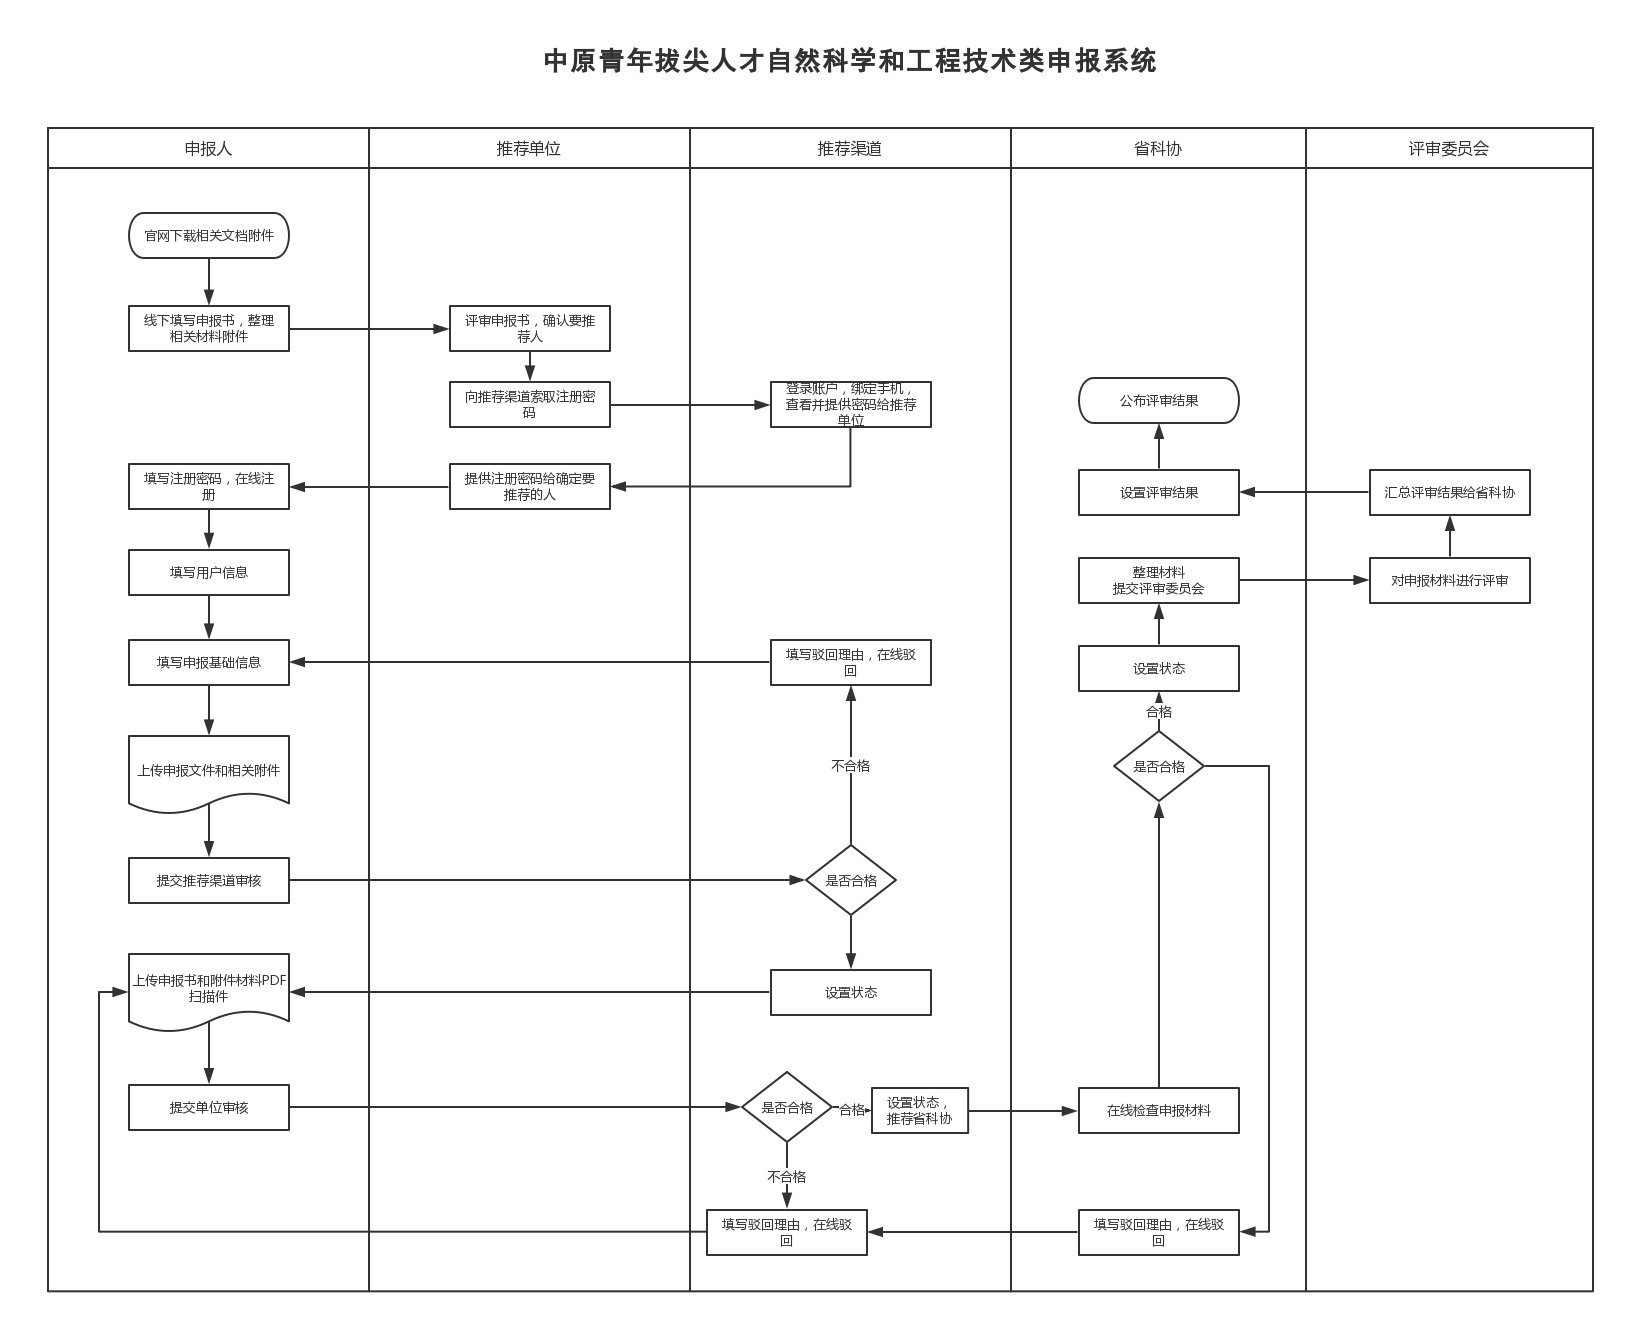 中原青年拔尖人才自然科学和工程技术类申报系统
申报人
推荐单位
推荐渠道
省科协
评审委员会
官网下载相关文档附件
线下填写申报书，整理
相关材料附件
评审申报书，确认要推
荐人
向推荐渠道索取注册密
码
登录账户，绑定手机，
查看并提供密码给推荐
单位
公布评审结果
填写注册密码，在线注
册
提供注册密码给确定要
推荐的人
设置评审结果
汇总评审结果给省科协
填写用户信息
整理材料
提交评审委员会
对申报材料进行评审
填写申报基础信息
填写驳回理由，在线驳
回
设置状态
合格
上传申报文件和相关附件
不合格
是否合格
提交推荐渠道审核
是否合格
上传申报书和附件材料PDF
扫描件
设置状态
提交单位审核
是否合格
合格
设置状态，
推荐省科协
在线检查申报材料
不合格
填写驳回理由，在线驳
回
填写驳回理由，在线驳
回